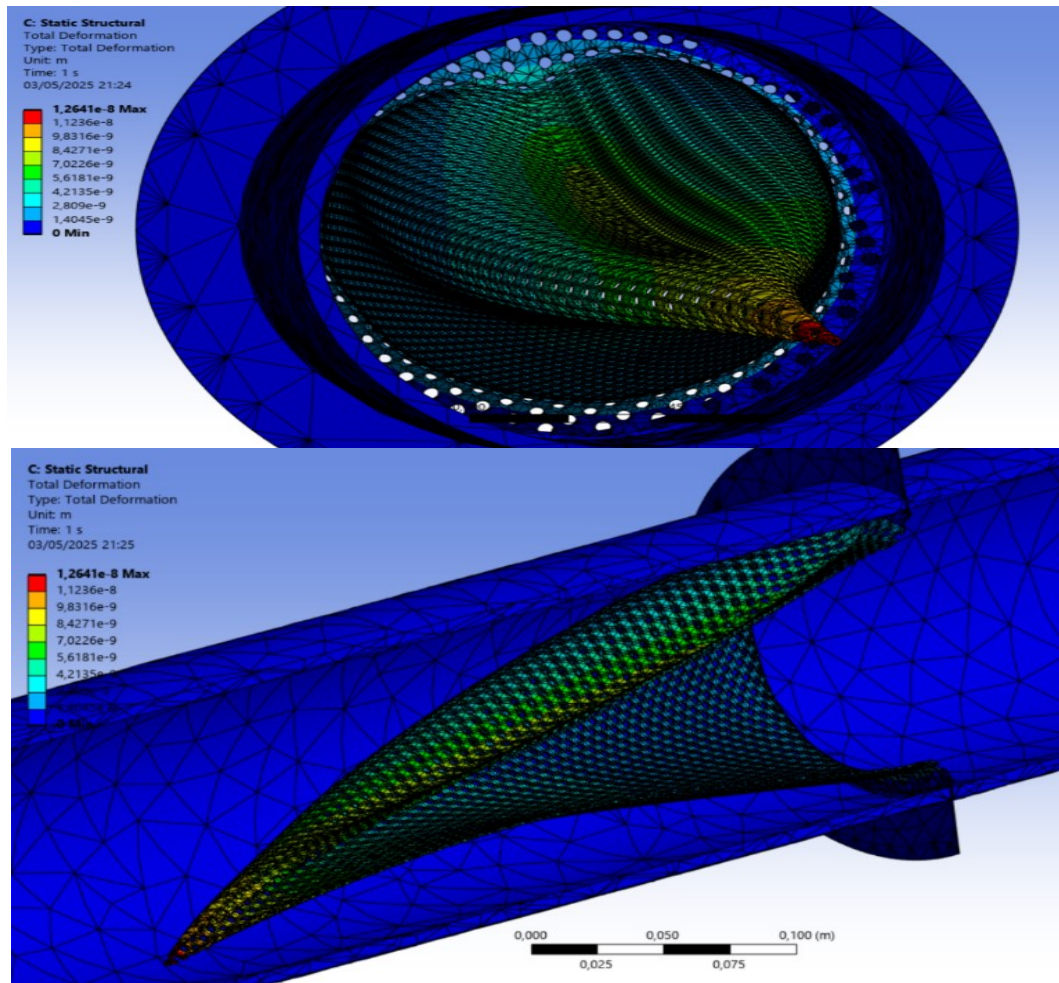 C: Static Structural
Total Deformation
Type: Total Deformation
Unit: m
Time: 1 s
03/05/2025 21:24
1,2641e-8 Max
1,1236e-8
9,8316e-9
8,4271e-9
7,0226e-9
5,6181e-9
4,2135e-9
2,809e-9
1,4045e-9
0 Min
C: Static Structural
Total Deformation
Type: Total Deformation
Unit: m
Time: 1 s
03/05/2025 21:25
1,2641e-8 Max
1,1236e-8
9,8316e-9
8,4271e-9
7,0226e-9
5,6181e-9
4,2135e-9
0,000 0,050 0,100 (m)
0,025 0,075